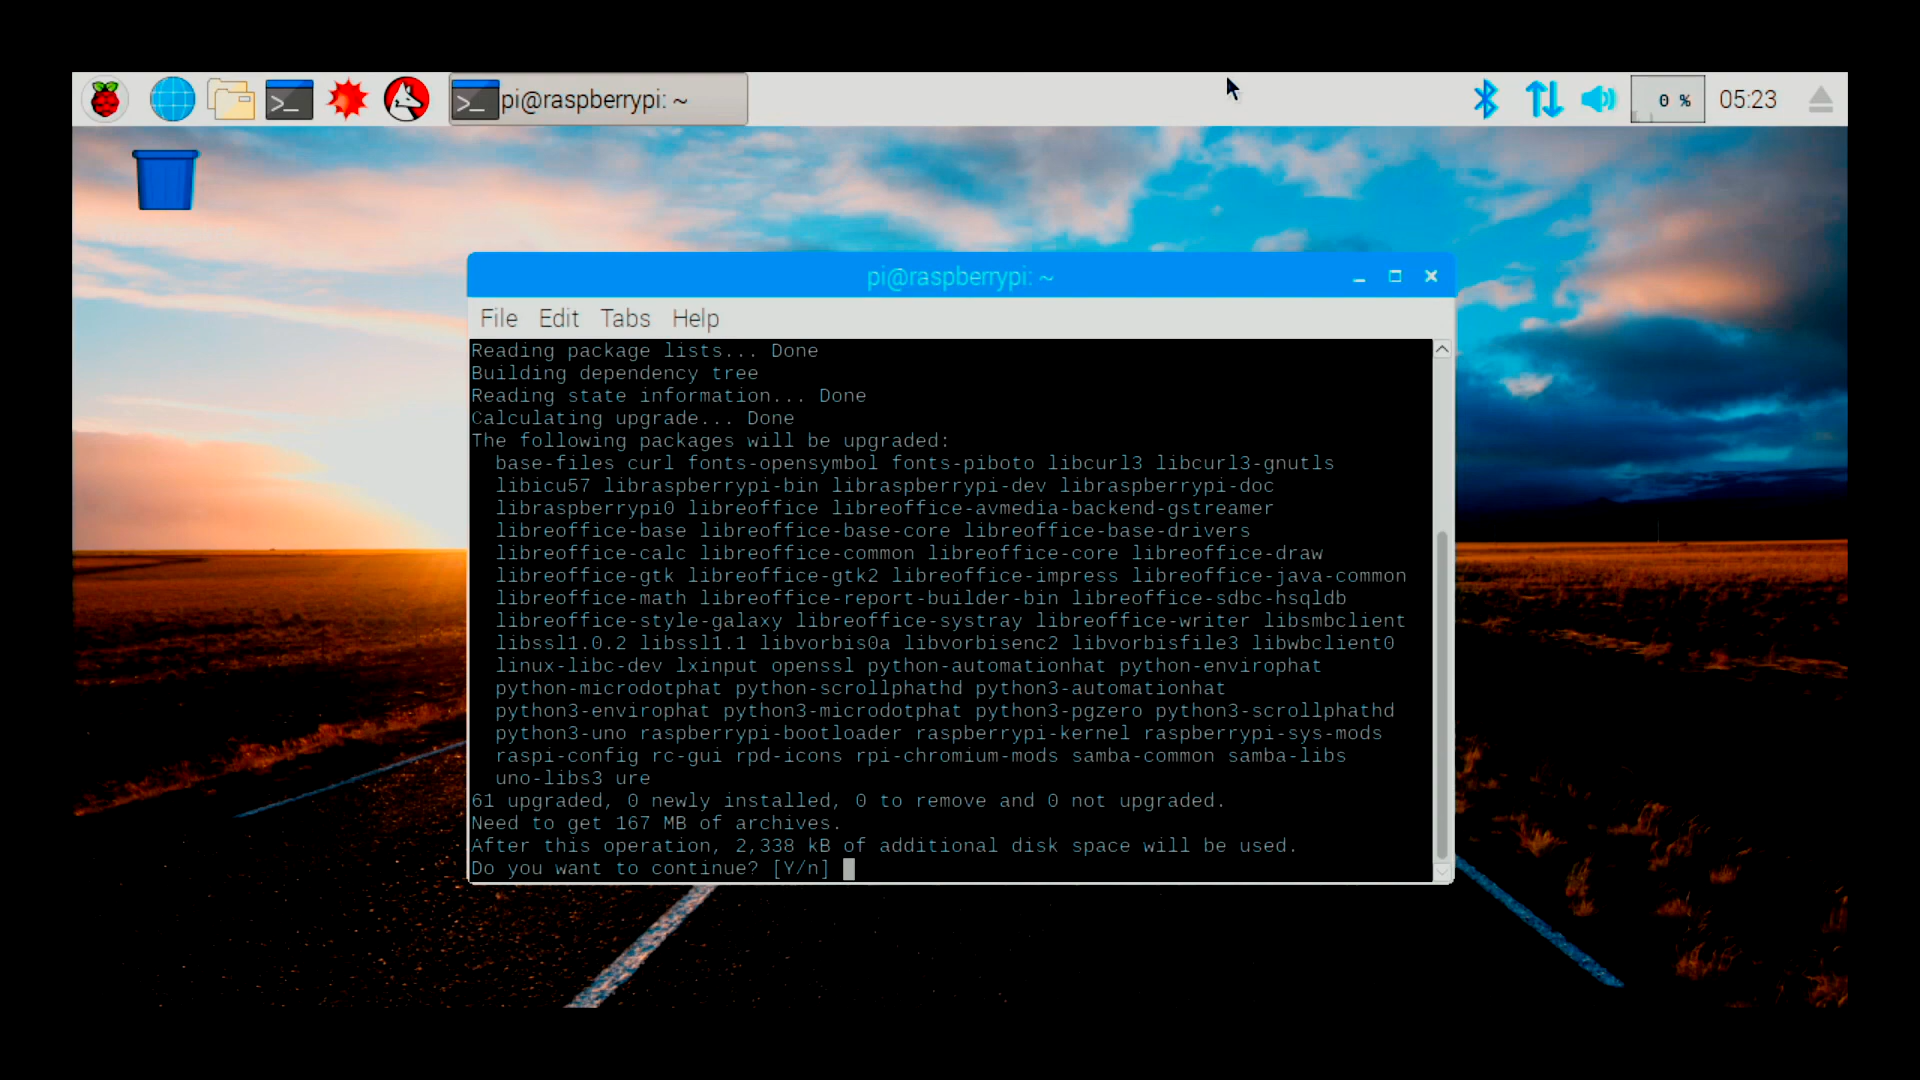 pi@raspberrypi: ~
0 %
05:23
pi@raspberrypi: ~
File Edit Tabs Help
Reading package lists... Done
Building dependency tree
Reading state information... Done
Calculating upgrade... Done
The following packages will be upgraded:
base-files curl fonts-opensymbol fonts-piboto libcurl3 libcurl3-gnutls
libicu57 libraspberrypi-bin libraspberrypi-dev libraspberrypi-doc
libraspberrypi0 libreoffice libreoffice-avmedia-backend-gstreamer
libreoffice-base libreoffice-base-core libreoffice-base-drivers
libreoffice-calc libreoffice-common libreoffice-core libreoffice-draw
libreoffice-gtk libreoffice-gtk2 libreoffice-impress libreoffice-java-common
libreoffice-math libreoffice-report-builder-bin libreoffice-sdbc-hsqldb
libreoffice-style-galaxy libreoffice-systray libreoffice-writer libsmbclient
libssl1.0.2 libssl1.1 libvorbis0a libvorbisenc2 libvorbisfile3 libwbclient0
linux-libc-dev lxinput openssl python-automationhat python-envirophat
python-microdotphat python-scrollphathd python3-automationhat
python3-envirophat python3-microdotphat python3-pgzero python3-scrollphathd
python3-uno raspberrypi-bootloader raspberrypi-kernel raspberrypi-sys-mods
raspi-config rc-gui rpd-icons rpi-chromium-mods samba-common samba-libs
uno-libs3 ure
61 upgraded, 0 newly installed, 0 to remove and 0 not upgraded.
Need to get 167 MB of archives.
After this operation, 2,338 kB of additional disk space will be used.
Do you want to continue? [Y/n]